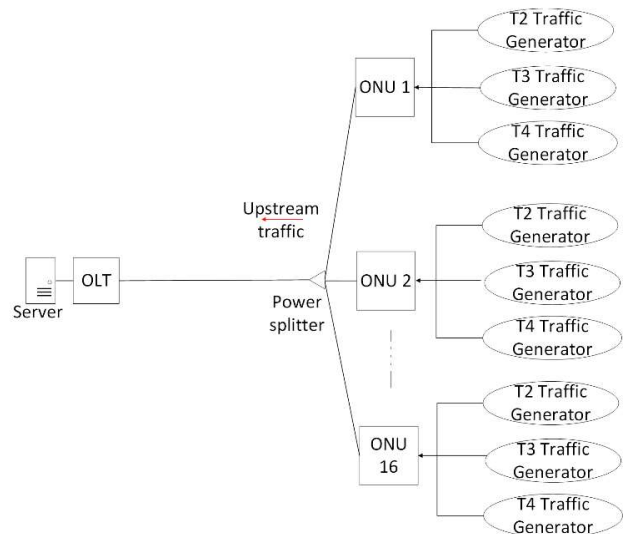 T2 Traffic
Generator
ONU 1
T3 Traffic
Generator
T4 Traffic
Generator
Upstream
traffic
T2 Traffic
Generator
Server
OLT
Power
splitter
ONU 2
T3 Traffic
Generator
T4 Traffic
Generator
T2 Traffic
Generator
ONU
16
T3 Traffic
Generator
T4 Traffic
Generator